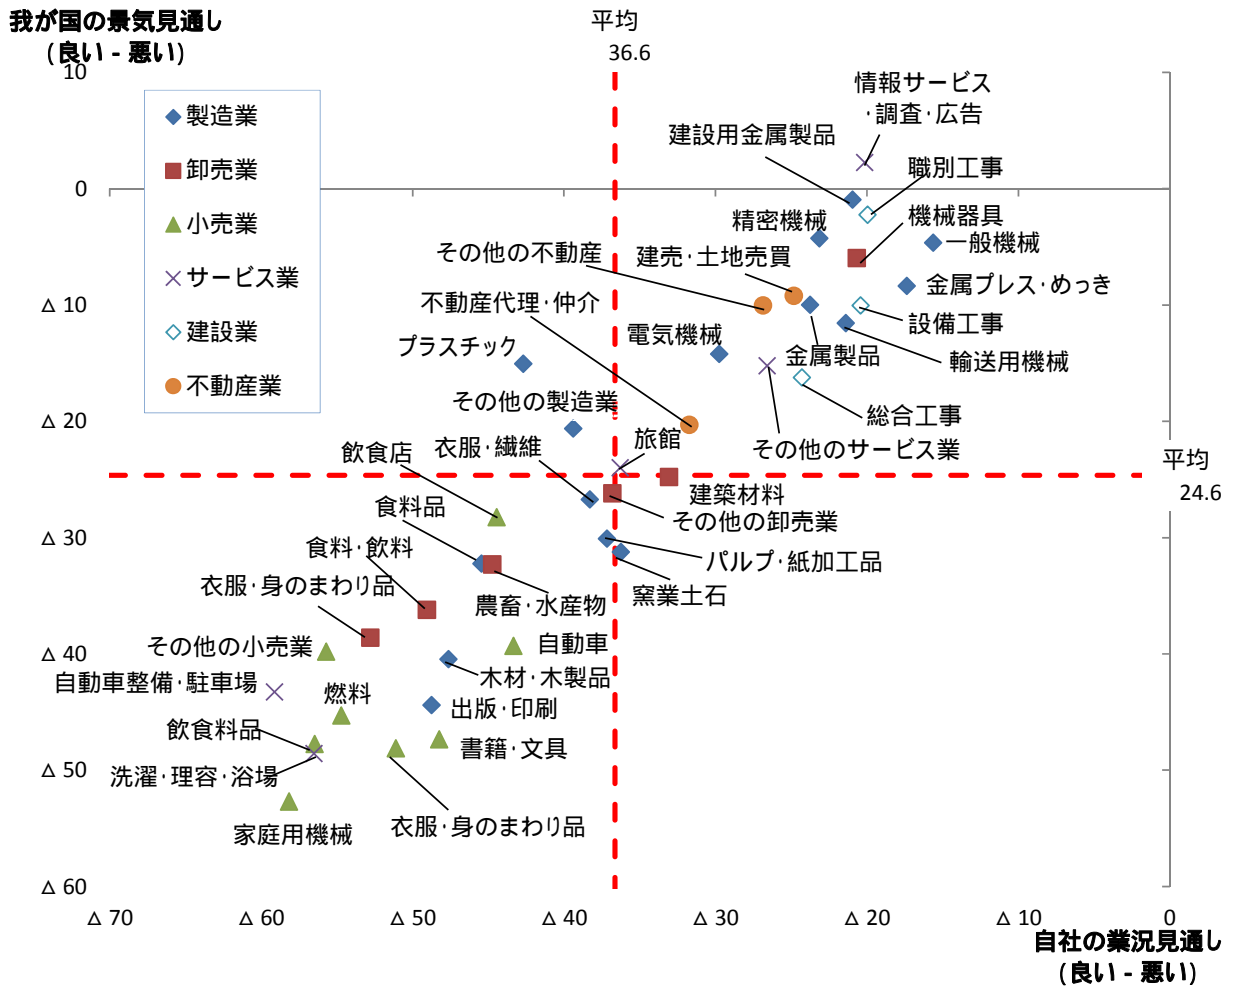 我が国の景気見通し
（良い - 悪い）
平均
36.6
10
0
△ 10
△ 20
△ 30
△ 40
△ 50
△ 60
製造業
卸売業
小売業
サービス業
建設業
不動産業
情報サービス
・調査・広告
建設用金属製品
職別工事
精密機械
機械器具
一般機械
その他の不動産
建売・土地売買
金属プレス・めっき
不動産代理・仲介
設備工事
プラスチック
電気機械
金属製品
輸送用機械
その他の製造業
総合工事
飲食店
衣服・繊維
旅館
その他のサービス業
平均
24.6
食料品
建築材料
その他の卸売業
食料・飲料
パルプ・紙加工品
衣服・身のまわり品
農畜・水産物
窯業土石
その他の小売業
自動車
自動車整備・駐車場
燃料
木材・木製品
出版・印刷
飲食料品
書籍・文具
洗濯・理容・浴場
家庭用機械
衣服・身のまわり品
△ 70
△ 60
△ 50
△ 40
△ 30
△ 20
△ 10
0
自社の業況見通し
（良い - 悪い）